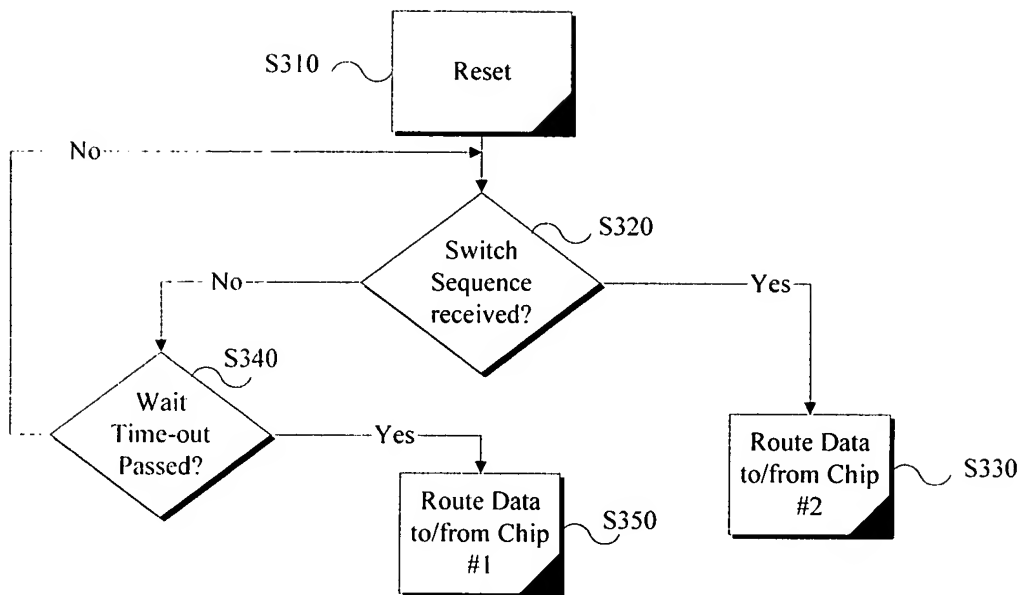 S310
Reset
No
S320
Switch
Sequence
received?
No
Yes
S340
Wait
Time-out
Passed?
Yes
Route Data
to/from Chip
#1
S350
Route Data
to/from Chip
#2
S330